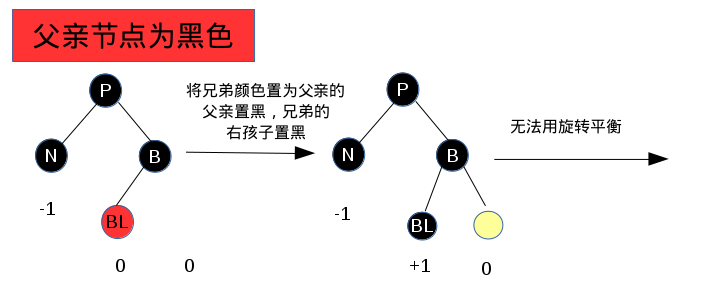 父亲节点为黑色
P
将兄弟颜色置为父亲的
父亲置黑，兄弟的
右孩子置黑
N
B
-1
BL
0
0
P
无法用旋转平衡
N
B
-1
BL
+1
0